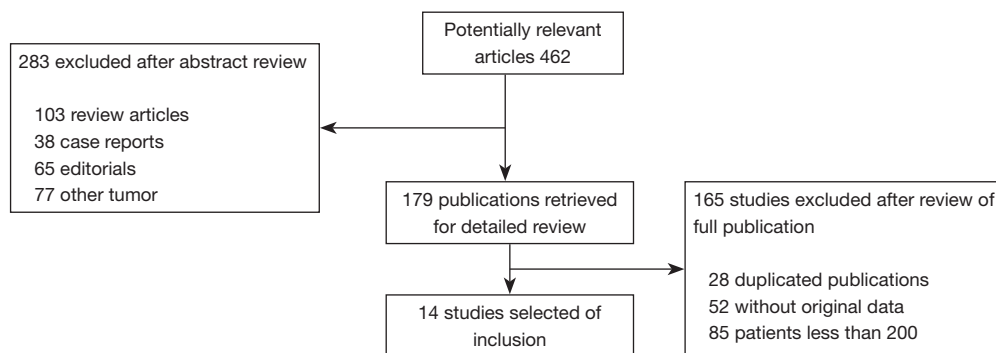 Potentially relevant
articles 462
283 excluded after abstract review
103 review articles
38 case reports
65 editorials
77 other tumor
179 publications retrieved
for detailed review
165 studies excluded after review of
full publication
28 duplicated publications
52 without original data
85 patients less than 200
14 studies selected of
inclusion